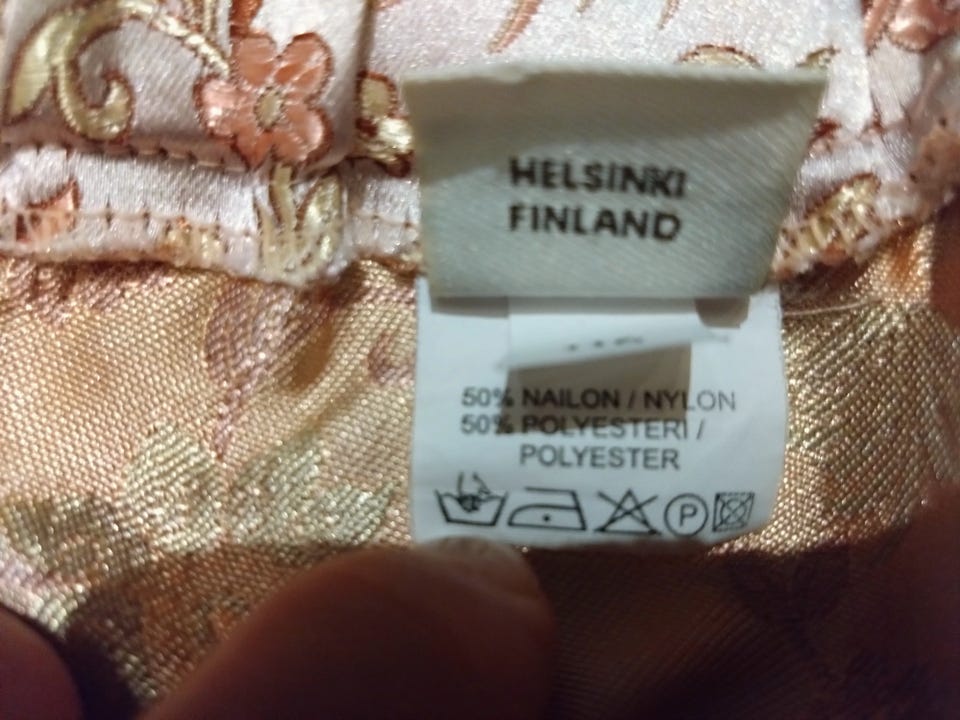 HELSINKI
FINLAND
50% NAILON / NYLON
50% POLYESTERI /
POLYESTER
P